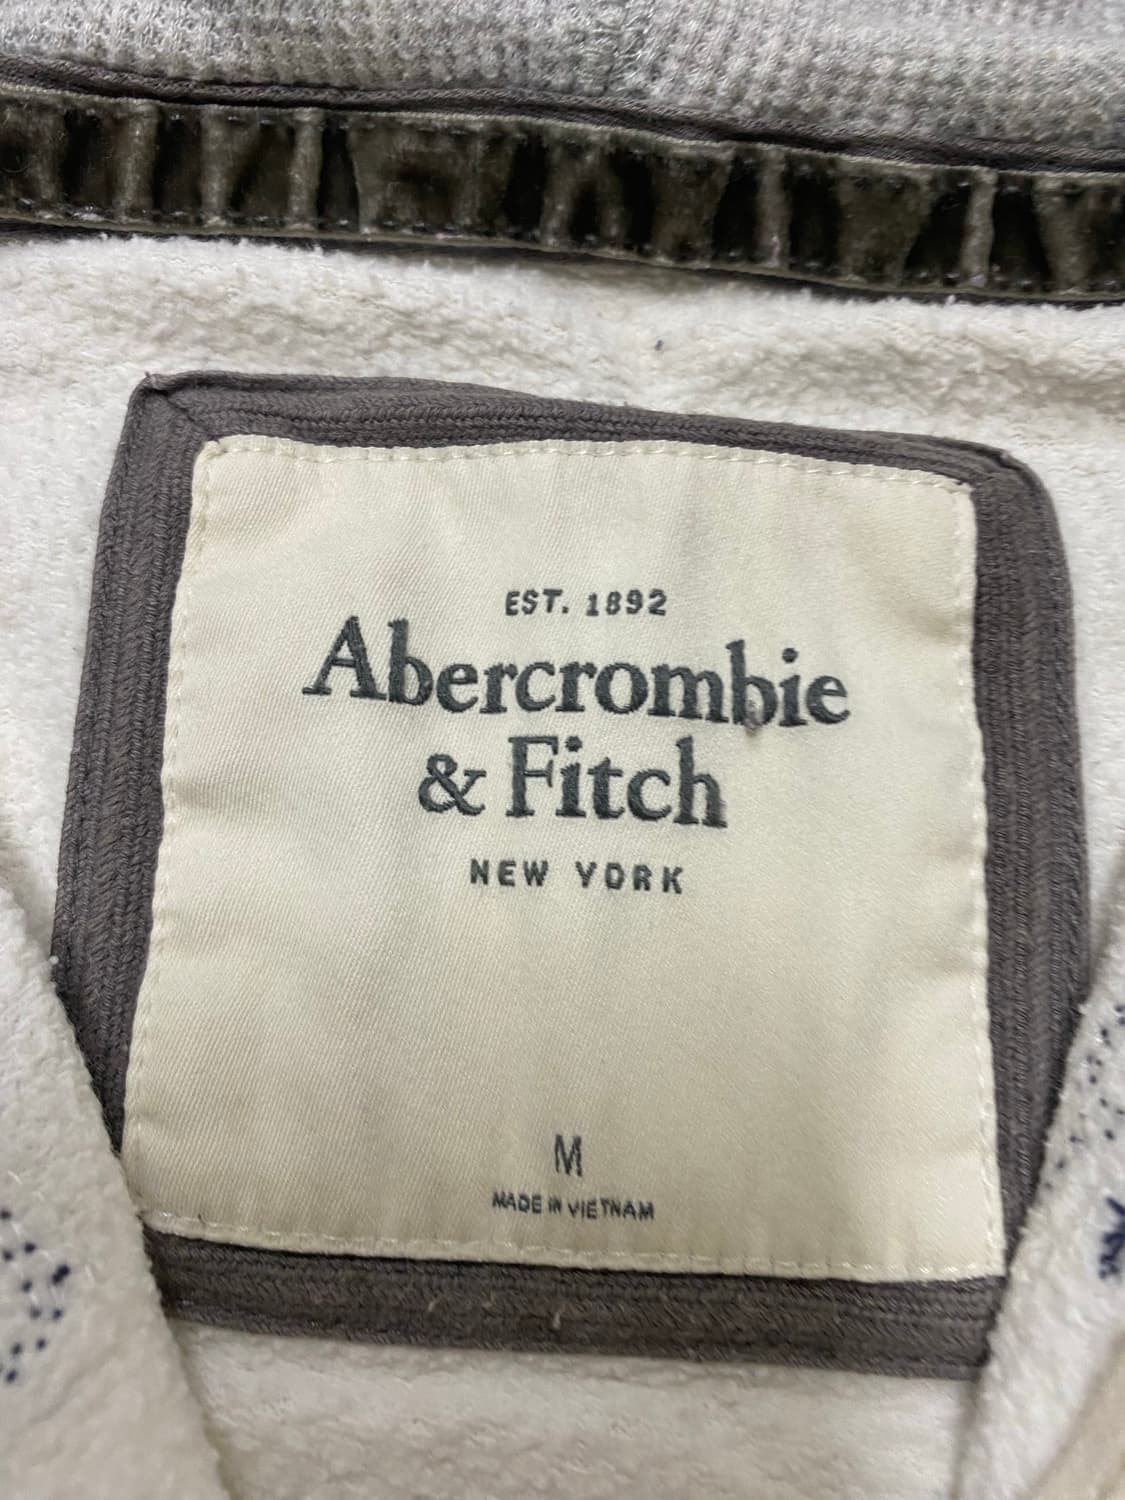 EST. 1892
Abercrombie
& Fitch
NEW YORK
M
MADE IN VIETNAM